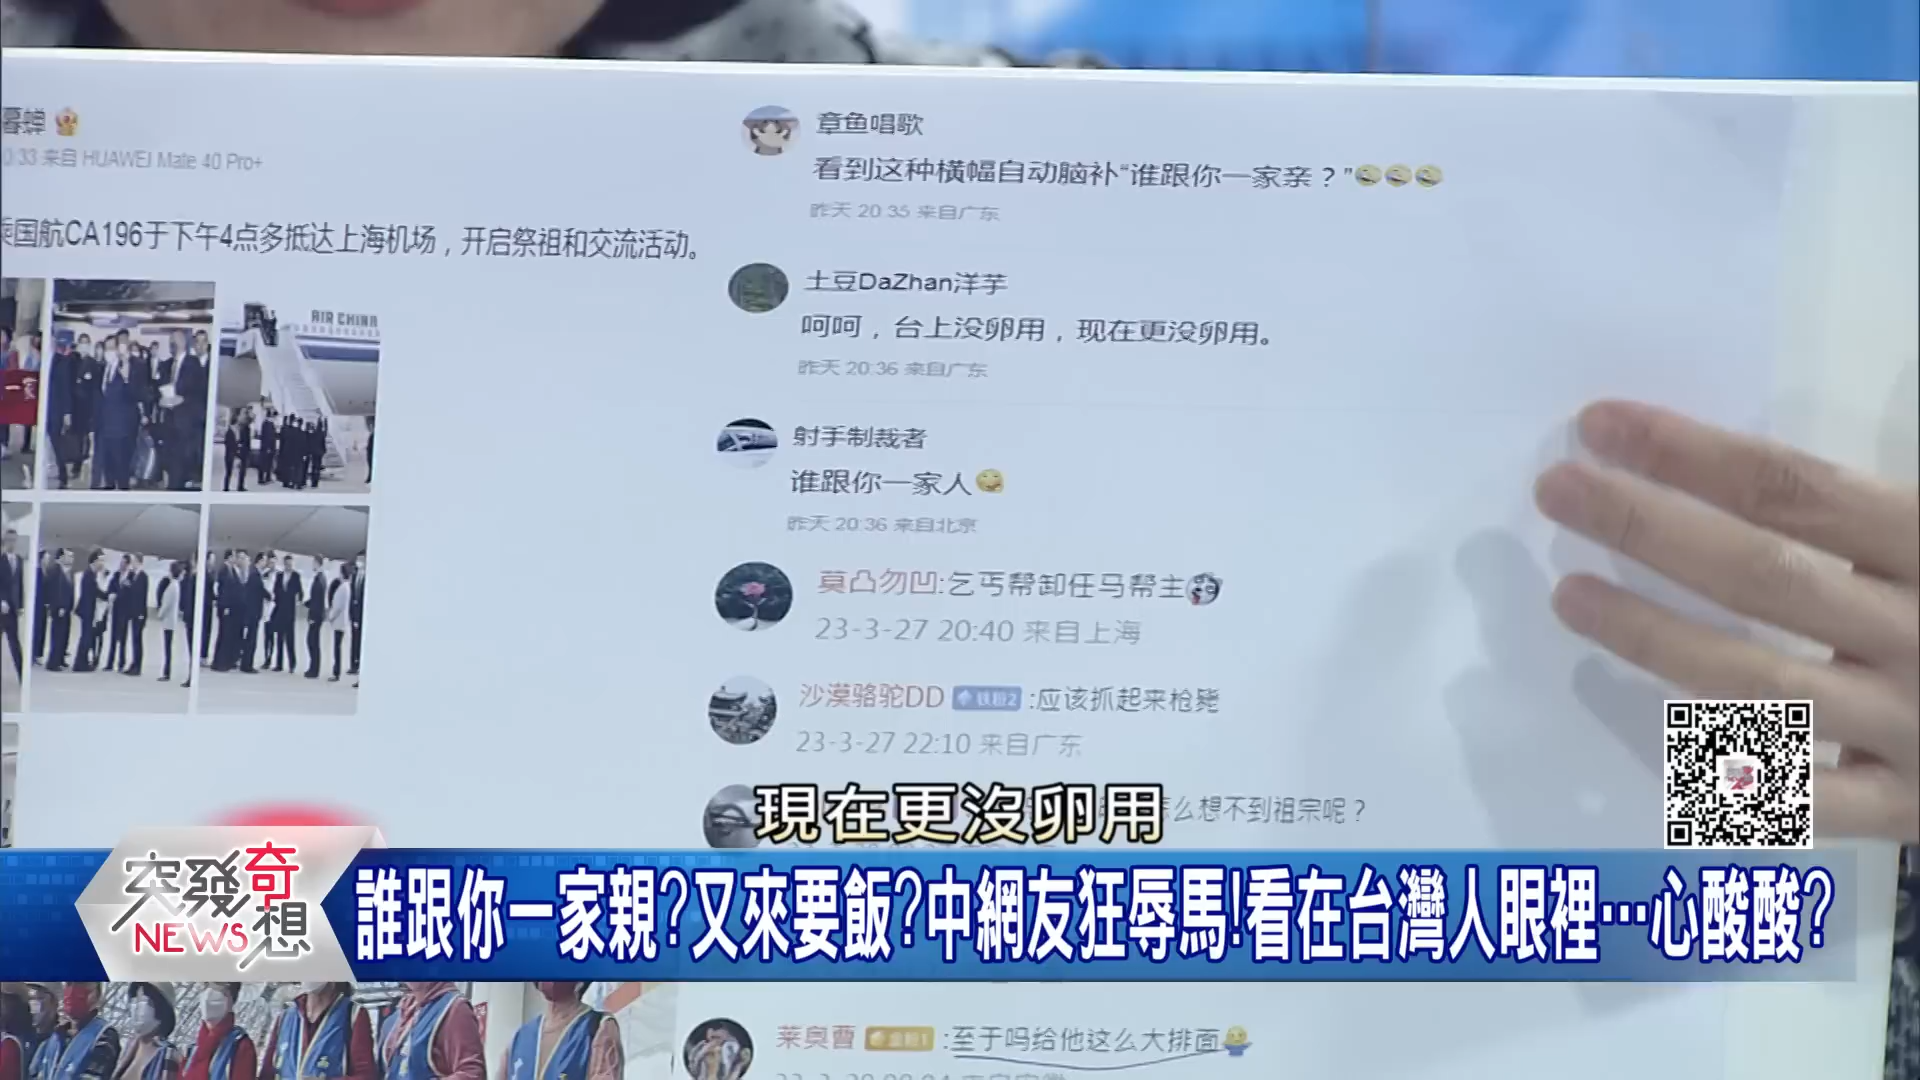 暮蝉
0:33 来自 HUAWEI Mate 40 Pro+
乘国航CA196于下午4点多抵达上海机场，开启祭祖和交流活动。
AIR CHINA
章鱼唱歌
看到这种横幅自动脑补“谁跟你一家亲？”
昨天 20:35 来自广东
土豆DaZhan洋芋
呵呵，台上没卵用，现在更没卵用。
昨天 20:36 来自广东
射手制裁者
谁跟你一家人
昨天 20:36 来自北京
莫凸勿凹:乞丐帮卸任马帮主
23-3-27 20:40 来自上海
沙漠骆驼DD 铁粉2 :应该抓起来枪毙
23-3-27 22:10 来自广东
怎么想不到祖宗呢？
現在更沒卵用
突發奇想
NEWS
誰跟你一家親?又來要飯?中網友狂辱馬!看在台灣人眼裡…心酸酸?
莱奥曹 :至于吗给他这么大排面